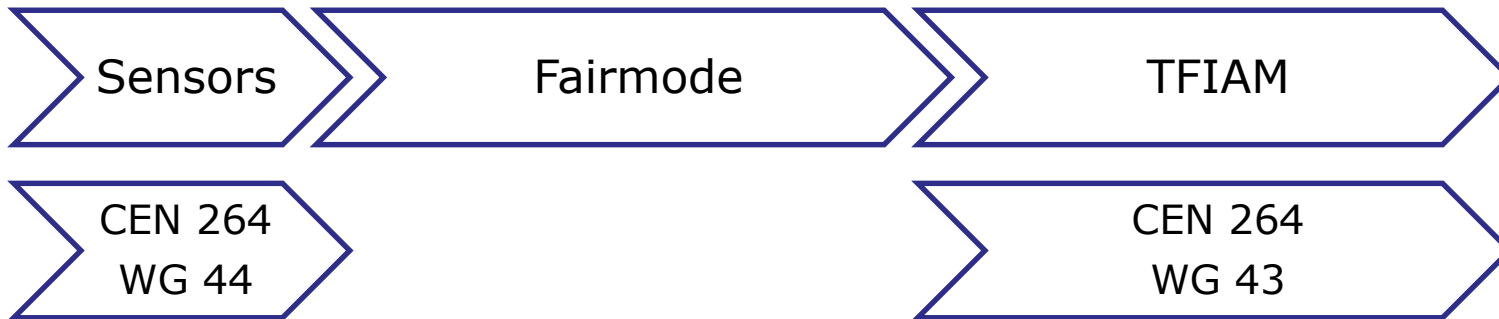 Sensors
Fairmode
TFIAM
CEN 264
WG 44
CEN 264
WG 43